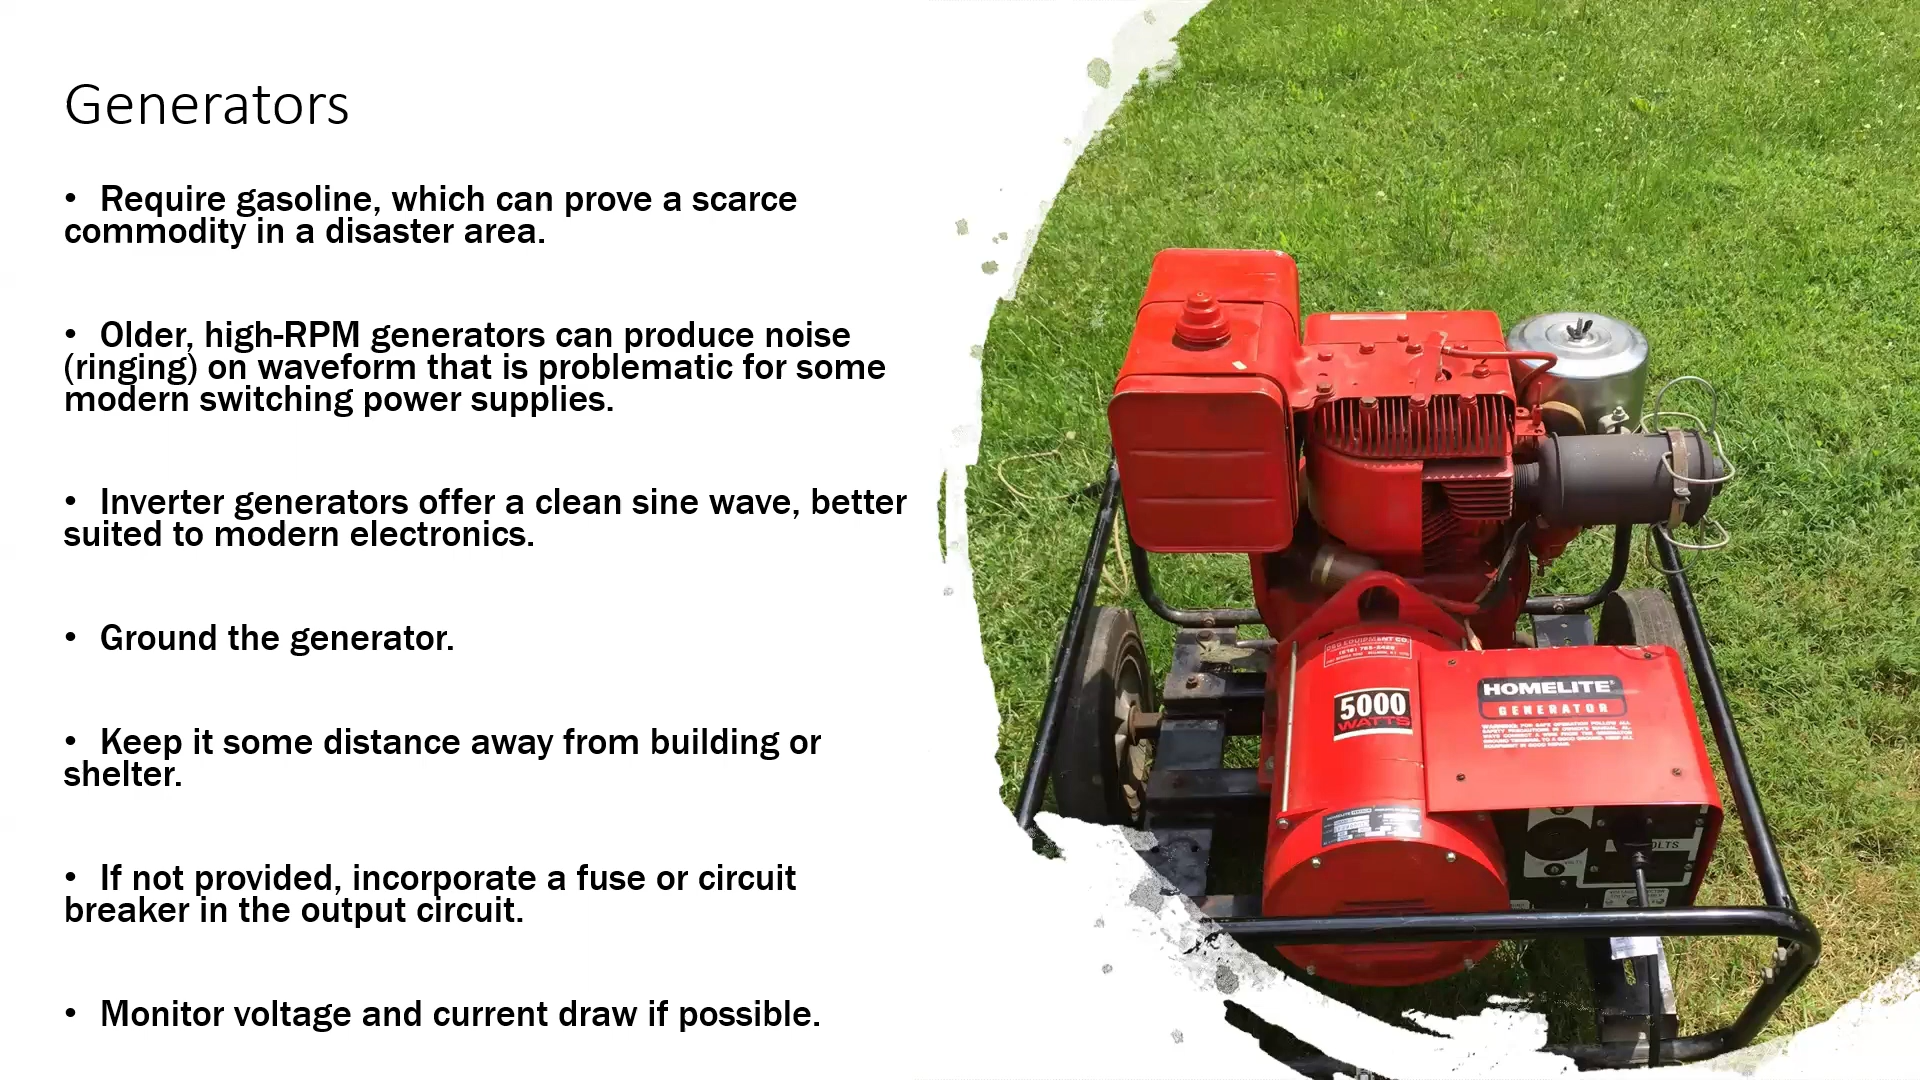 Generators
• Require gasoline, which can prove a scarce
commodity in a disaster area.
• Older, high-RPM generators can produce noise
(ringing) on waveform that is problematic for some
modern switching power supplies.
• Inverter generators offer a clean sine wave, better
suited to modern electronics.
• Ground the generator.
• Keep it some distance away from building or
shelter.
• If not provided, incorporate a fuse or circuit
breaker in the output circuit.
• Monitor voltage and current draw if possible.
5000
WATTS
HOMELITE
GENERATOR